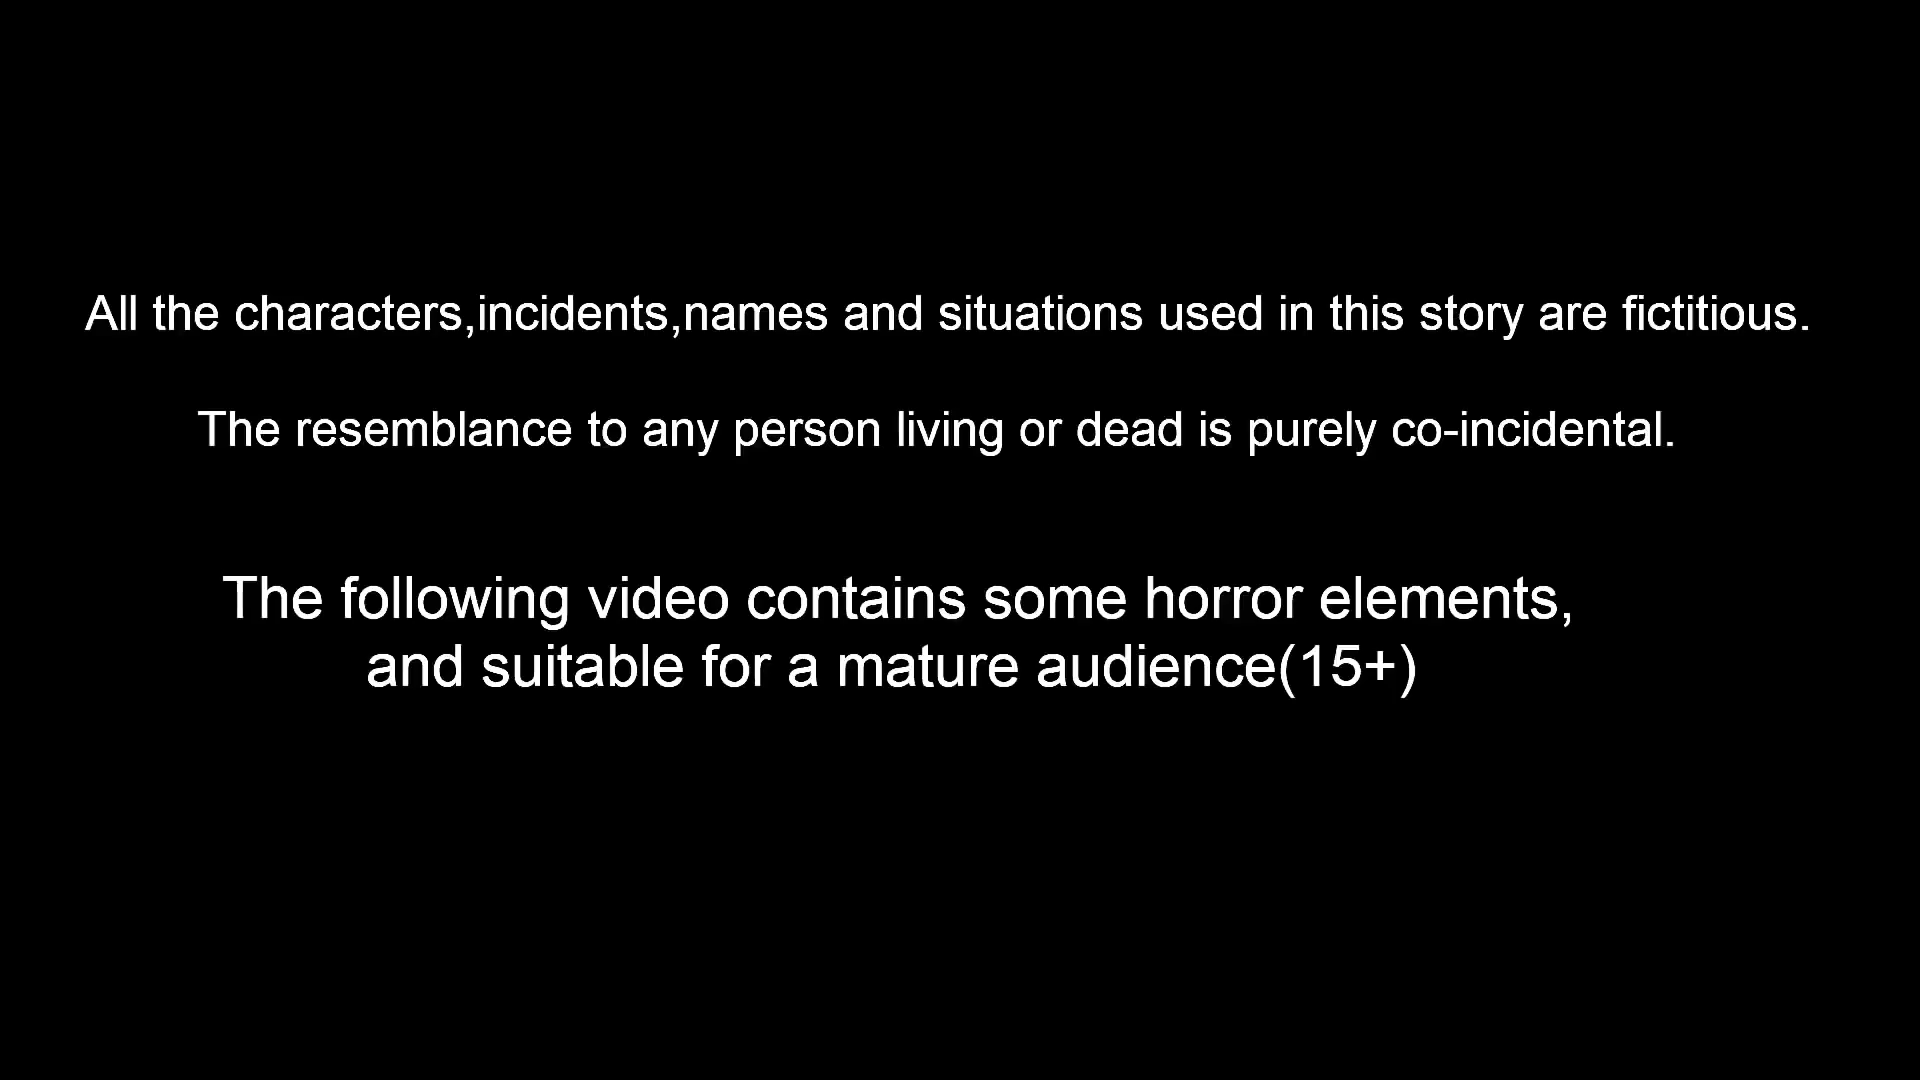 All the characters,incidents,names and situations used in this story are fictitious.
The resemblance to any person living or dead is purely co-incidental.
The following video contains some horror elements,
and suitable for a mature audience(15+)